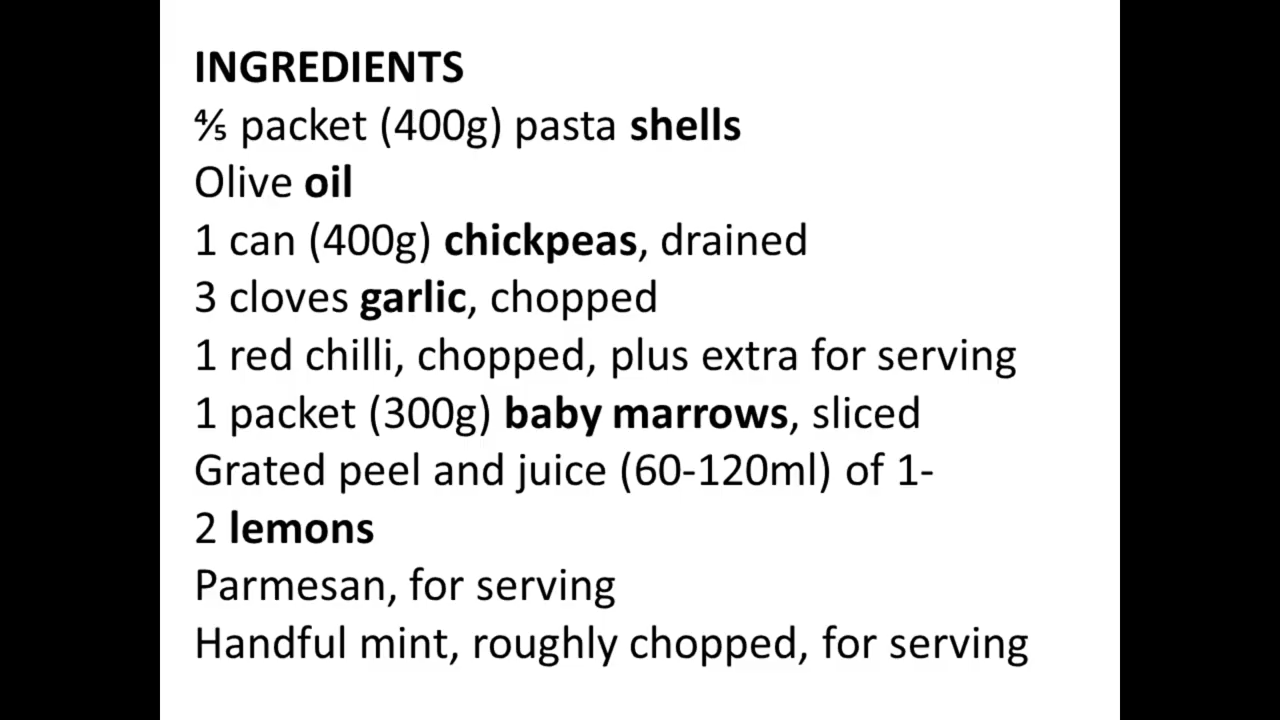 INGREDIENTS
⅘ packet (400g) pasta shells
Olive oil
1 can (400g) chickpeas, drained
3 cloves garlic, chopped
1 red chilli, chopped, plus extra for serving
1 packet (300g) baby marrows, sliced
Grated peel and juice (60-120ml) of 1-
2 lemons
Parmesan, for serving
Handful mint, roughly chopped, for serving